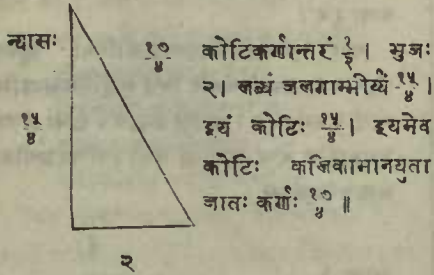 न्यासः
१७
४
कोटिकर्णान्तरं १/२ । भुजः
२। लब्धं जलगाम्भीर्य्यं १५/४ ।
१५
४
इयं कोटिः १५/४ । इयमेव
कोटिः कलिकामानयुता
जातः कर्णः १७/४ ॥
२